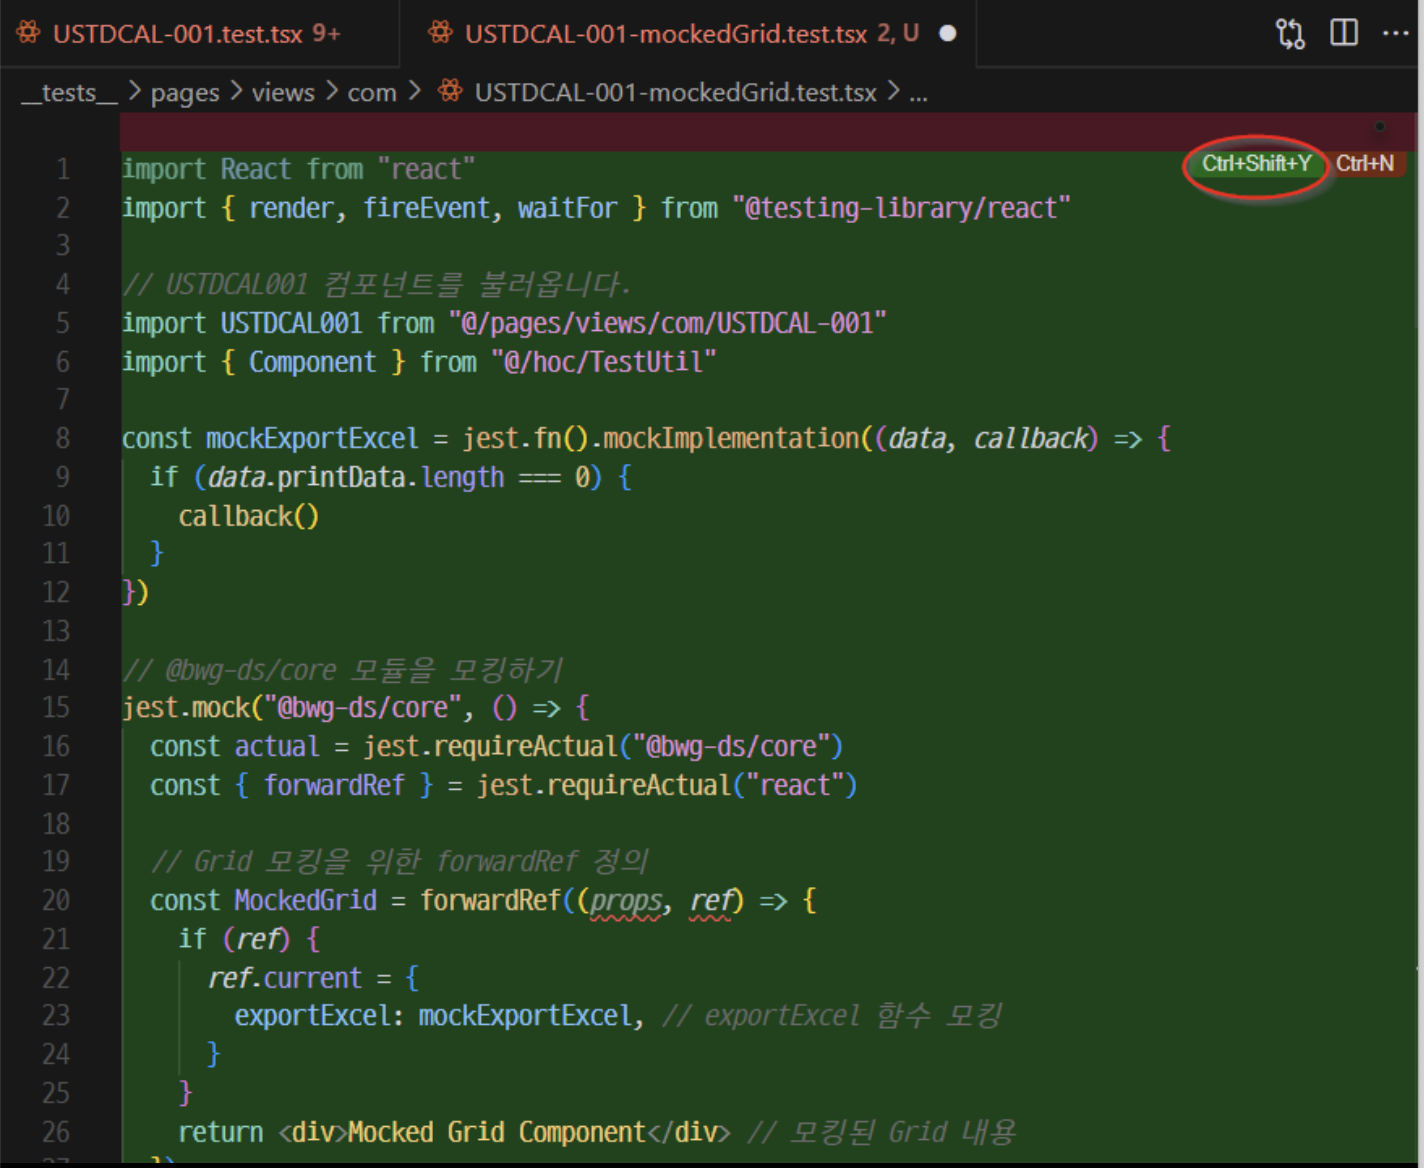 USTDCAL-001.test.tsx 9+ USTDCAL-001-mockedGrid.test.tsx 2, U
__tests__ > pages > views > com > USTDCAL-001-mockedGrid.test.tsx > ...
1 import React from "react" Ctrl+Shift+Y Ctrl+N
2 import { render, fireEvent, waitFor } from "@testing-library/react"
3
4 // USTDCAL001 컴포넌트를 불러옵니다.
5 import USTDCAL001 from "@/pages/views/com/USTDCAL-001"
6 import { Component } from "@/hoc/TestUtil"
7
8 const mockExportExcel = jest.fn().mockImplementation((data, callback) => {
9 if (data.printData.length === 0) {
10 callback()
11 }
12 })
13
14 // @bwg-ds/core 모듈을 모킹하기
15 jest.mock("@bwg-ds/core", () => {
16 const actual = jest.requireActual("@bwg-ds/core")
17 const { forwardRef } = jest.requireActual("react")
18
19 // Grid 모킹을 위한 forwardRef 정의
20 const MockedGrid = forwardRef((props, ref) => {
21 if (ref) {
22 ref.current = {
23 exportExcel: mockExportExcel, // exportExcel 함수 모킹
24 }
25 }
26 return <div>Mocked Grid Component</div> // 모킹된 Grid 내용
27 })